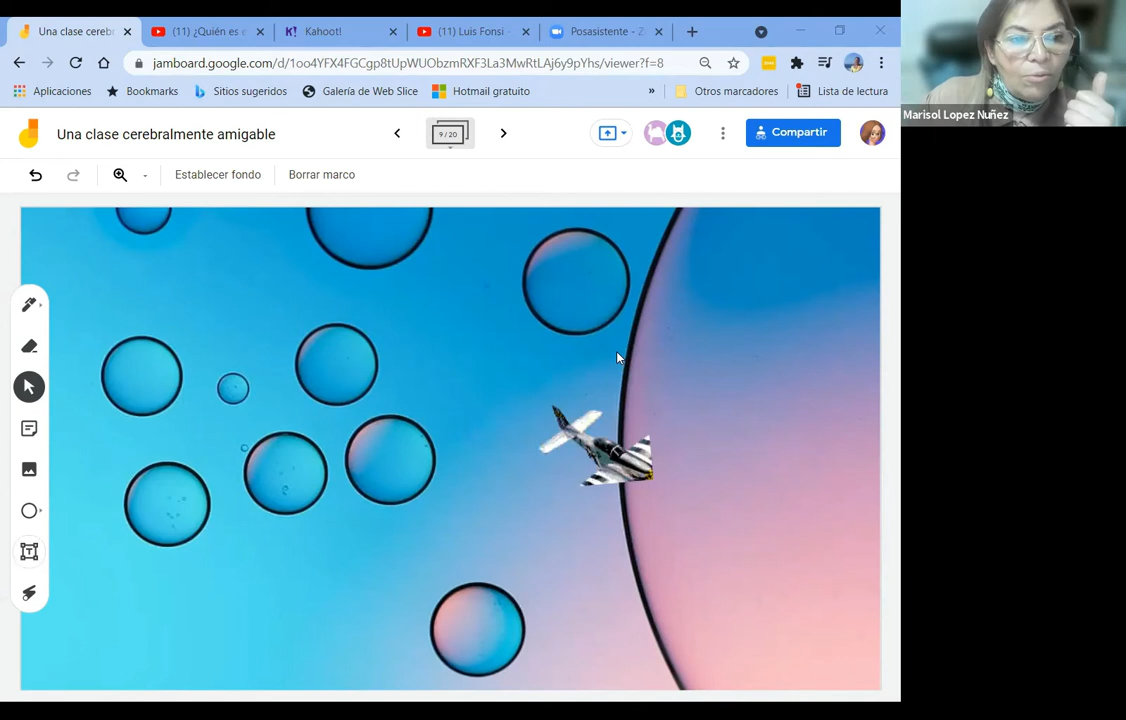 Una clase cereb
(11) ¿Quién es
Kahoot!
(11) Luis Fonsi -
Posasistente - Z
jamboard.google.com/d/1oo4YFX4FGCgp8tUpWUObzmRXF3La3MwRtLAj6y9pYhs/viewer?f=8
Aplicaciones
Bookmarks
Sitios sugeridos
Galería de Web Slice
Hotmail gratuito
»
Otros marcadores
Lista de lectura
Marisol Lopez Nuñez
Una clase cerebralmente amigable
9 / 20
Compartir
Establecer fondo
Borrar marco